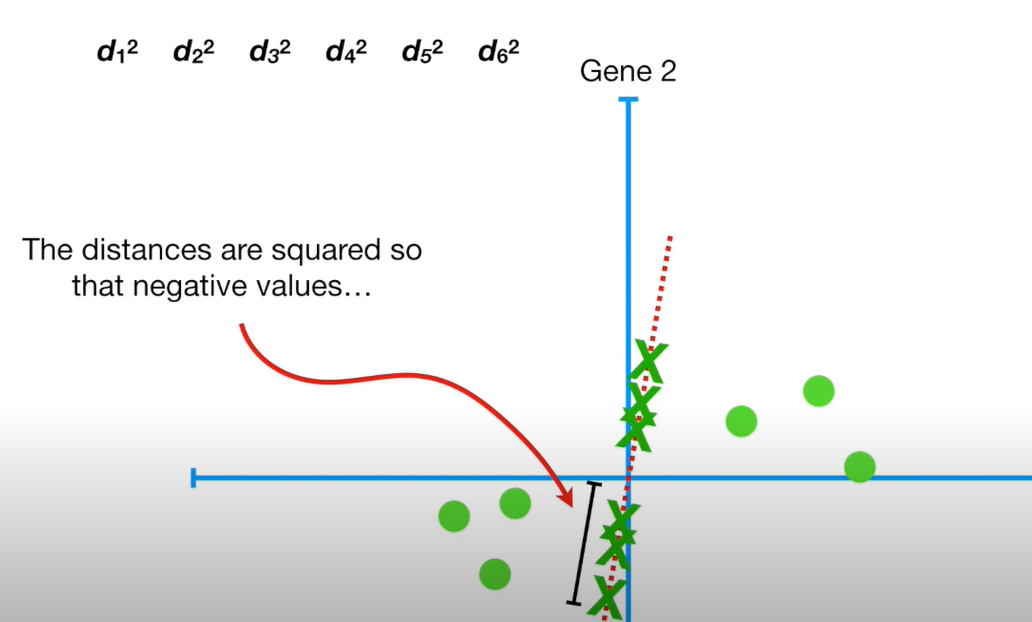 d₁² d₂² d₃² d₄² d₅² d₆²
Gene 2
The distances are squared so
that negative values…